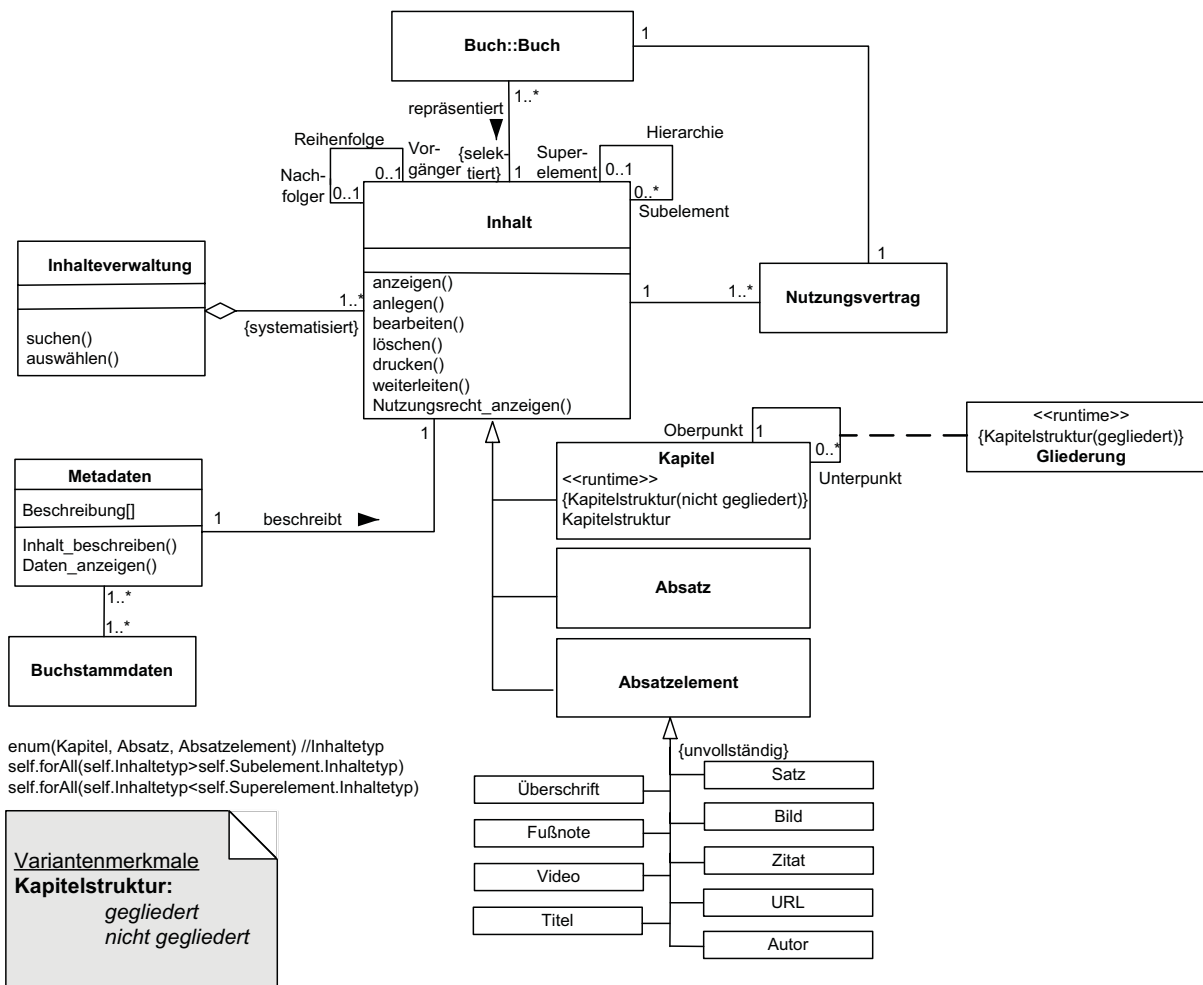 Buch::Buch
1
1..*
repräsentiert
Reihenfolge
Hierarchie
Vor-
gänger
{selek-
tiert}
Super-
element
Nach-
folger
0..1
0..1
1
0..1
0..*
Subelement
Inhalt
anzeigen()
anlegen()
bearbeiten()
löschen()
drucken()
weiterleiten()
Nutzungsrecht_anzeigen()
Inhalteverwaltung
suchen()
auswählen()
1..*
{systematisiert}
1
1..*
1
Nutzungsvertrag
1
Oberpunkt
1
0..*
Unterpunkt
<<runtime>>
{Kapitelstruktur(gegliedert)}
Gliederung
Kapitel
<<runtime>>
{Kapitelstruktur(nicht gegliedert)}
Kapitelstruktur
Metadaten
Beschreibung[]
Inhalt_beschreiben()
Daten_anzeigen()
1
beschreibt
1..*
1..*
Buchstammdaten
Absatz
Absatzelement
{unvollständig}
Überschrift
Fußnote
Video
Titel
Satz
Bild
Zitat
URL
Autor
enum(Kapitel, Absatz, Absatzelement) //Inhaltetyp
self.forAll(self.Inhaltetyp>self.Subelement.Inhaltetyp)
self.forAll(self.Inhaltetyp<self.Superelement.Inhaltetyp)
Variantenmerkmale
Kapitelstruktur:
gegliedert
nicht gegliedert